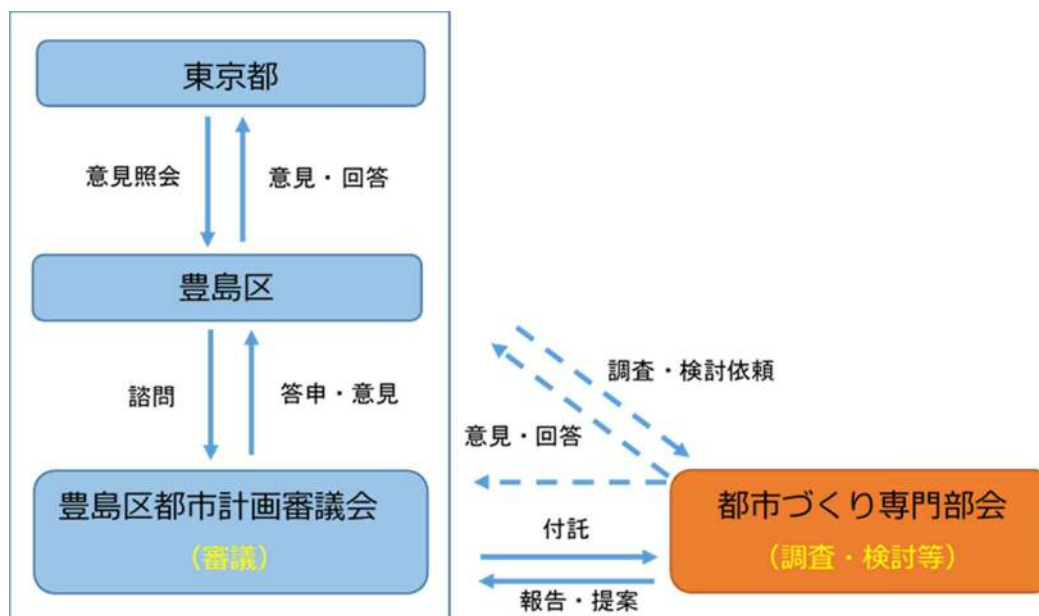 東京都
意見照会
意見・回答
豊島区
諮問
答申・意見
調査・検討依頼
意見・回答
豊島区都市計画審議会
（審議）
付託
報告・提案
都市づくり専門部会
（調査・検討等）